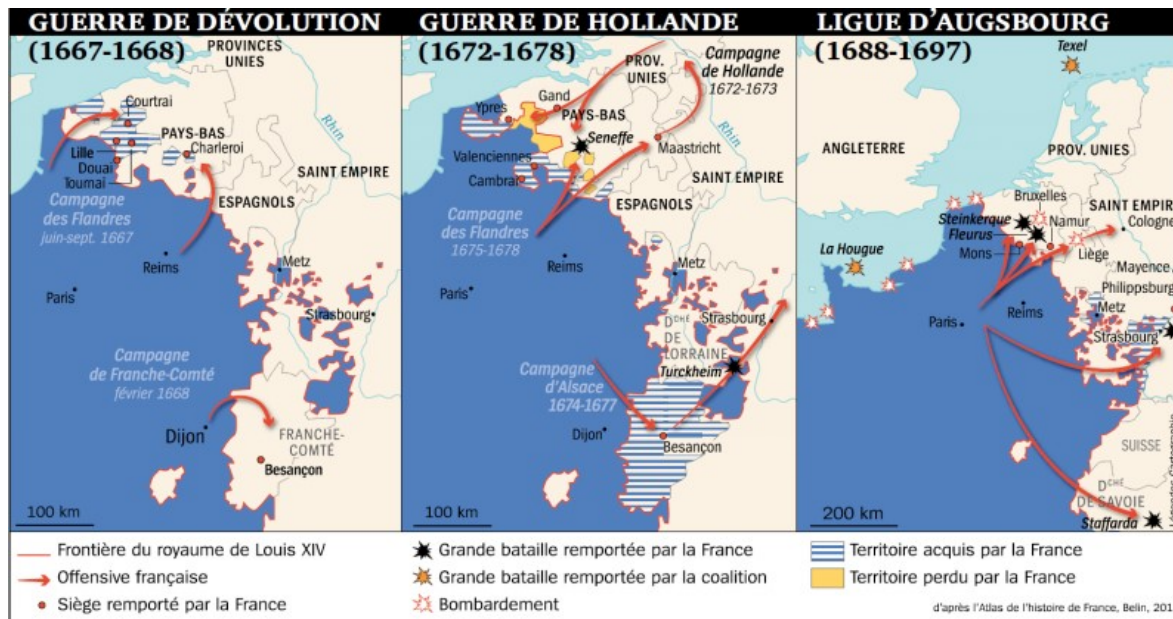 GUERRE DE DÉVOLUTION
(1667-1668)
PROVINCES
UNIES
Courtrai
PAYS-BAS
Charleroi
Lille
Douai
Tournai
Rhin
SAINT EMPIRE
Campagne
des Flandres
juin-sept. 1667
ESPAGNOLS
Reims
Metz
Paris
Strasbourg
Campagne
de Franche-Comté
février 1668
Dijon
FRANCHE-
COMTÉ
Besançon
100 km
GUERRE DE HOLLANDE
(1672-1678)
PROV.
UNIES
Campagne
de Hollande
1672-1673
Gand
Ypres
PAYS-BAS
Seneffe
Rhin
Valenciennes
Maastricht
Cambrai
SAINT EMPIRE
Campagne
des Flandres
1675-1678
ESPAGNOLS
Reims
Metz
Paris
Strasbourg
DCHÉ
DE
LORRAINE
Turckheim
Campagne
d'Alsace
1674-1677
Dijon
Besançon
100 km
LIGUE D'AUGSBOURG
(1688-1697)
Texel
ANGLETERRE
PROV. UNIES
Bruxelles
Steinkerque
Namur
SAINT EMPIRE
Fleurus
Cologne
La Hougue
Mons
Liège
Mayence
Philippsburg
Reims
Metz
Paris
Strasbourg
SUISSE
DCHÉ
DE SAVOIE
Staffarda
200 km
Frontière du royaume de Louis XIV
Offensive française
Siège remporté par la France
Grande bataille remportée par la France
Grande bataille remportée par la coalition
Bombardement
Territoire acquis par la France
Territoire perdu par la France
d'après l'Atlas de l'histoire de France, Belin, 201